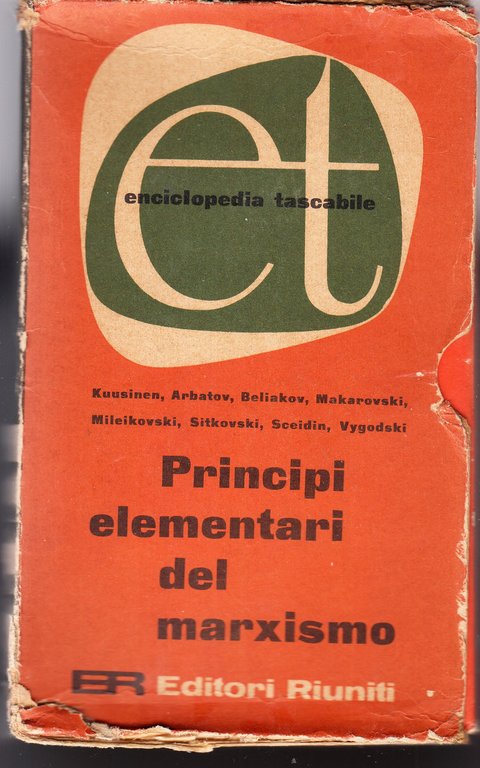 et
enciclopedia tascabile
Kuusinen, Arbatov, Beliakov, Makarovski,
Mileikovski, Sitkovski, Sceidin, Vygodski
Principi
elementari
del
marxismo
ER Editori Riuniti